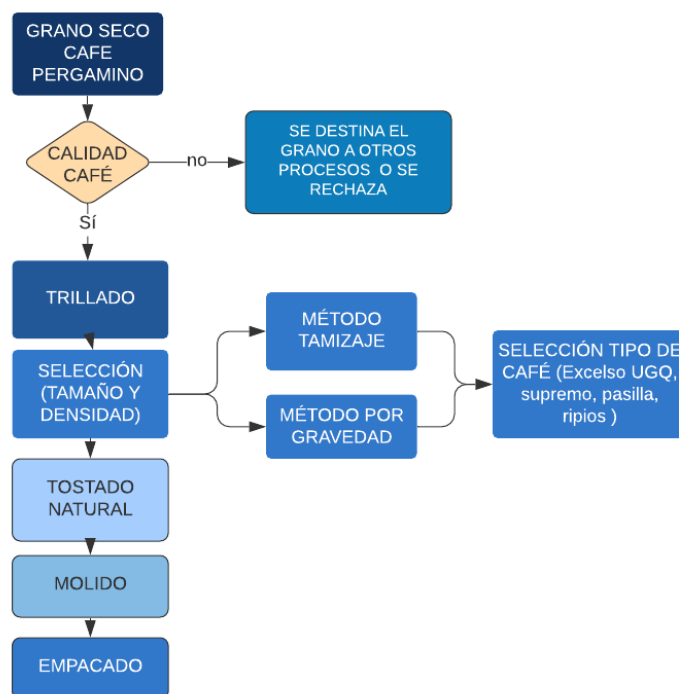 GRANO SECO
CAFE
PERGAMINO
CALIDAD
CAFÉ
no
SE DESTINA EL
GRANO A OTROS
PROCESOS O SE
RECHAZA
Sí
TRILLADO
SELECCIÓN
(TAMAÑO Y
DENSIDAD)
MÉTODO
TAMIZAJE
MÉTODO POR
GRAVEDAD
SELECCIÓN TIPO DE
CAFÉ (Excelso UGQ,
supremo, pasilla,
ripios )
TOSTADO
NATURAL
MOLIDO
EMPACADO